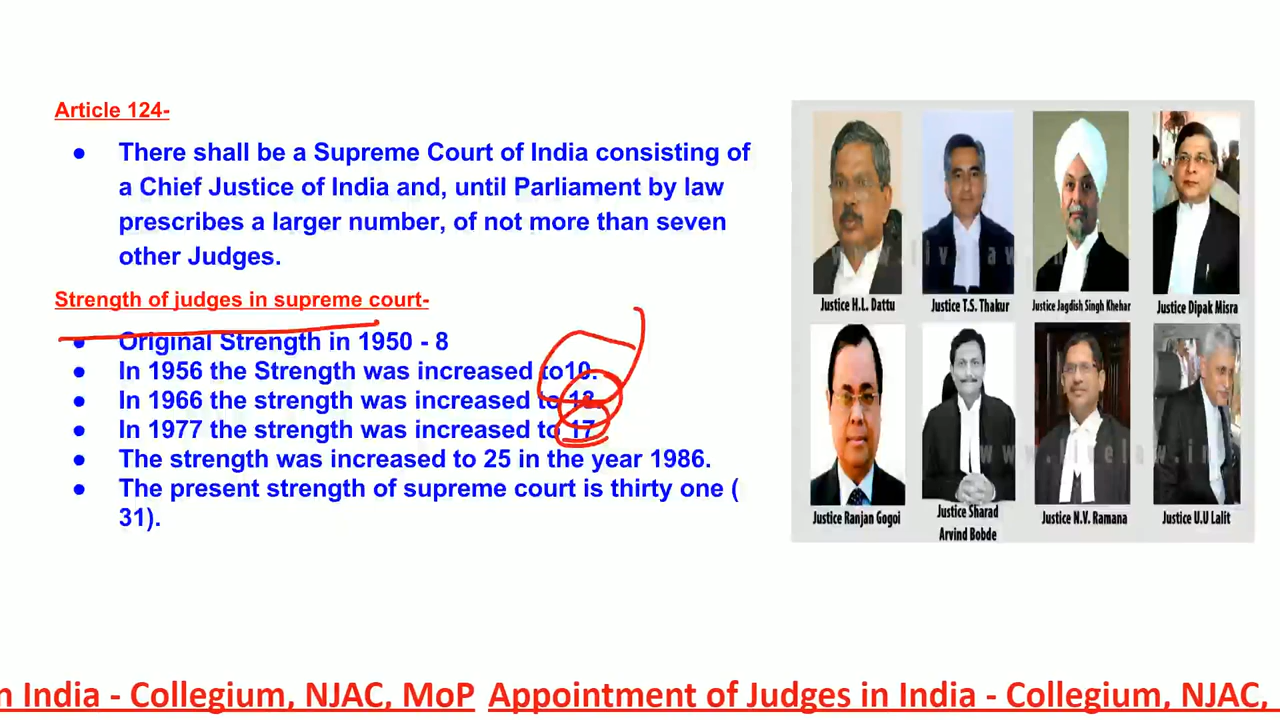 Article 124-
● There shall be a Supreme Court of India consisting of
a Chief Justice of India and, until Parliament by law
prescribes a larger number, of not more than seven
other Judges.
Strength of judges in supreme court-
● Original Strength in 1950 - 8
● In 1956 the Strength was increased to10.
● In 1966 the strength was increased to
● In 1977 the strength was increased to 17
● The strength was increased to 25 in the year 1986.
● The present strength of supreme court is thirty one (
31).
www.livelaw.in
Justice H.L. Dattu
Justice T.S. Thakur
Justice Jagdish Singh Khehar
Justice Dipak Misra
www.livelaw.in
Justice Ranjan Gogoi
Justice Sharad
Arvind Bobde
Justice N.V. Ramana
Justice U.U Lalit
n India - Collegium, NJAC, MoP Appointment of Judges in India - Collegium, NJAC,